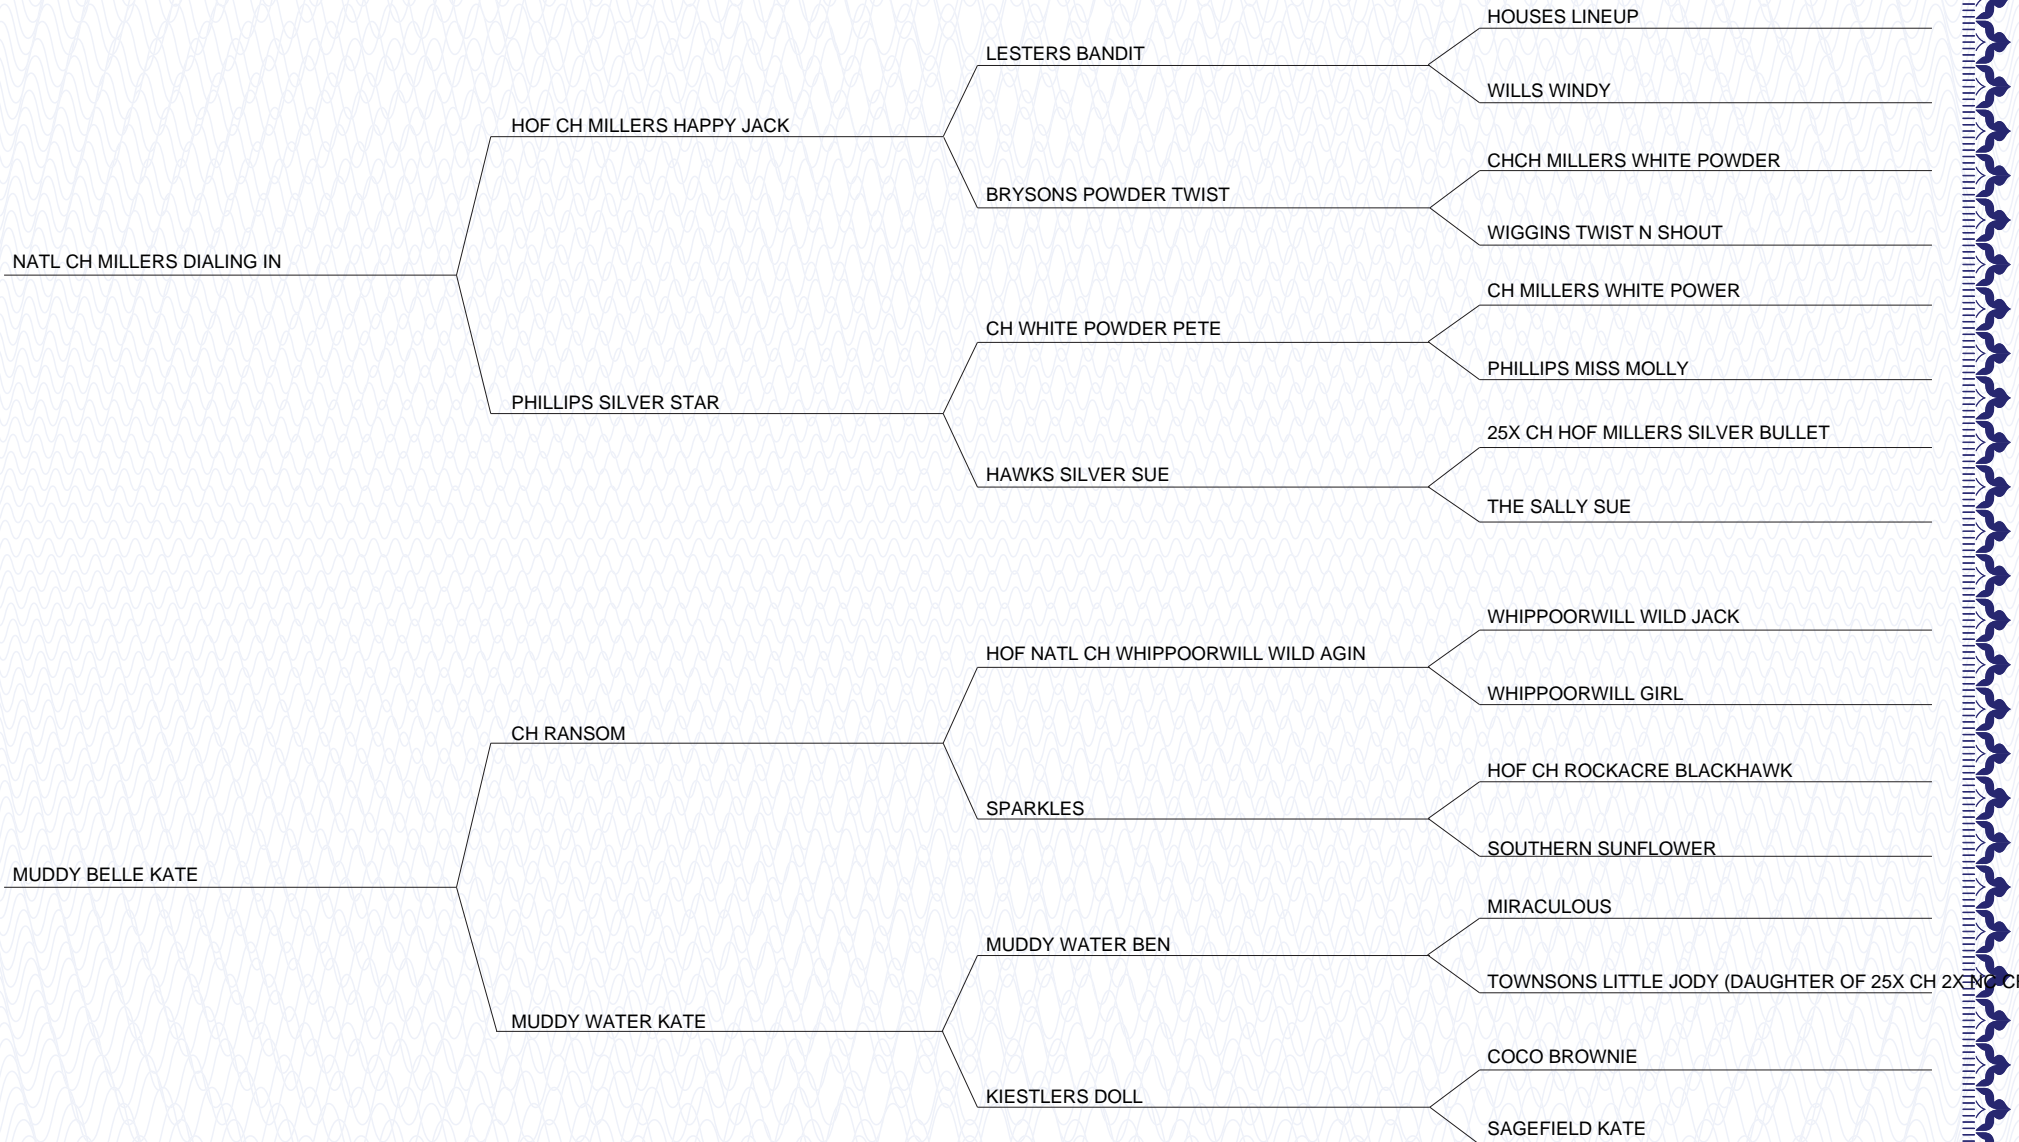 HOUSES LINEUP
LESTERS BANDIT
WILLS WINDY
HOF CH MILLERS HAPPY JACK
CHCH MILLERS WHITE POWDER
BRYSONS POWDER TWIST
WIGGINS TWIST N SHOUT
NATL CH MILLERS DIALING IN
CH MILLERS WHITE POWER
CH WHITE POWDER PETE
PHILLIPS MISS MOLLY
PHILLIPS SILVER STAR
25X CH HOF MILLERS SILVER BULLET
HAWKS SILVER SUE
THE SALLY SUE
WHIPPOORWILL WILD JACK
HOF NATL CH WHIPPOORWILL WILD AGIN
WHIPPOORWILL GIRL
CH RANSOM
HOF CH ROCKACRE BLACKHAWK
SPARKLES
SOUTHERN SUNFLOWER
MUDDY BELLE KATE
MIRACULOUS
MUDDY WATER BEN
TOWNSONS LITTLE JODY (DAUGHTER OF 25X CH 2X NC
MUDDY WATER KATE
COCO BROWNIE
KIESTLERS DOLL
SAGEFIELD KATE